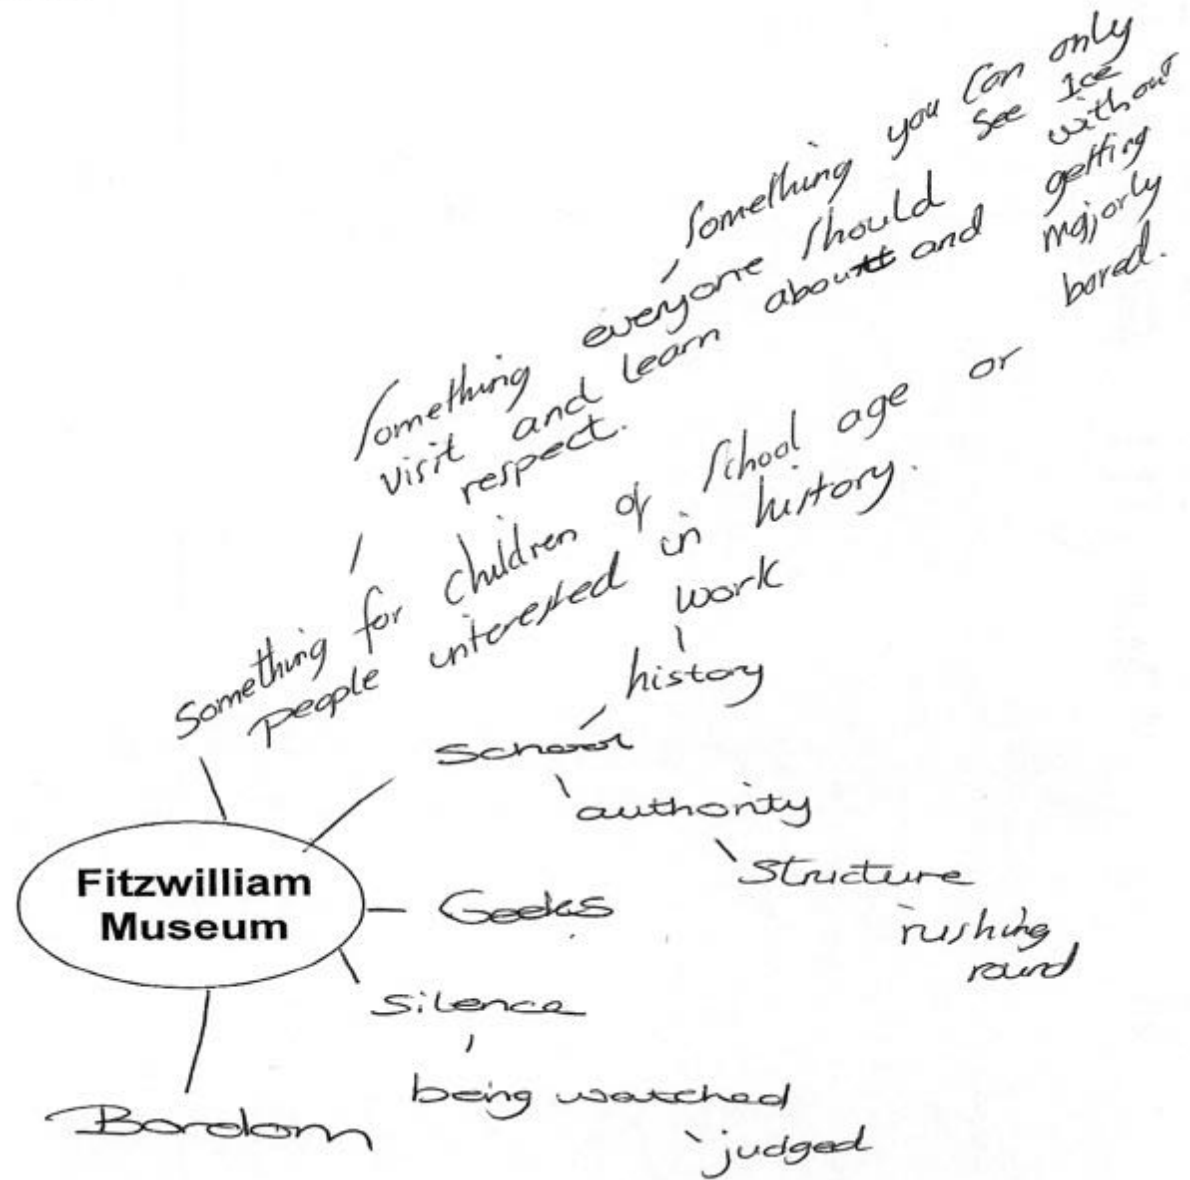 Something you can only
see 1ce
without
getting
majorly
bored.
Something everyone should
visit and learn about and
respect.
Something for children of school age or
people interested in history.
work
history
School
authority
Structure
rushing
round
Fitzwilliam
Museum
Geeks
Silence
being watched
judged
Bordom